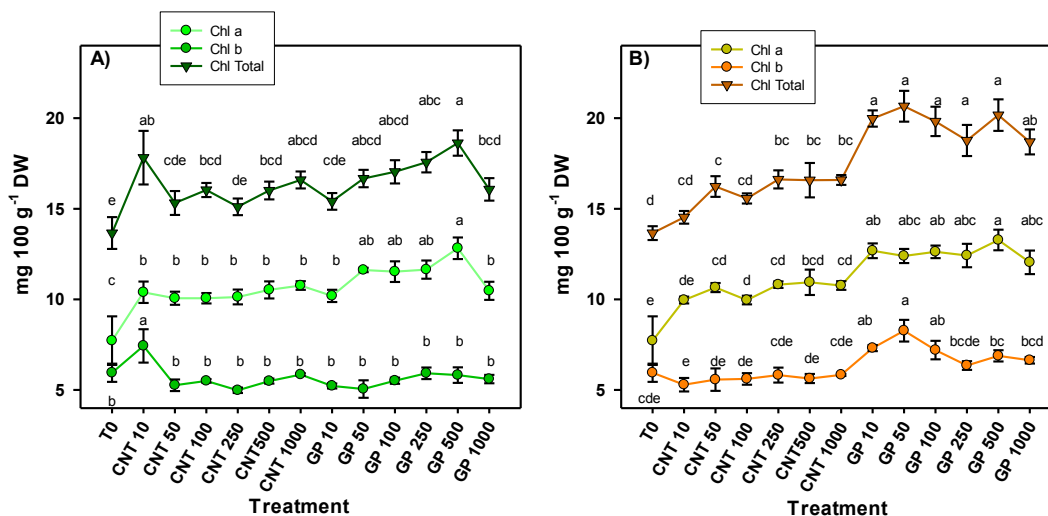 A)
Chl a
Chl b
Chl Total
mg 100 g-1 DW
20
15
10
5
e ab cde bcd de bcd abcd cde abcd abcd abc a bcd
c b b b b b b b ab ab ab a b
b a b b b b b b b b b b b
T0
CNT 10
CNT 50
CNT 100
CNT 250
CNT500
CNT 1000
GP 10
GP 50
GP 100
GP 250
GP 500
GP 1000
Treatment
B)
Chl a
Chl b
Chl Total
mg 100 g-1 DW
20
15
10
5
d cd c cd bc bc bc a a a a a ab
e de cd d cd bcd cd ab abc ab abc a abc
cde e de de cde de cde ab a ab bcde bc bcd
T0
CNT 10
CNT 50
CNT 100
CNT 250
CNT500
CNT 1000
GP 10
GP 50
GP 100
GP 250
GP 500
GP 1000
Treatment